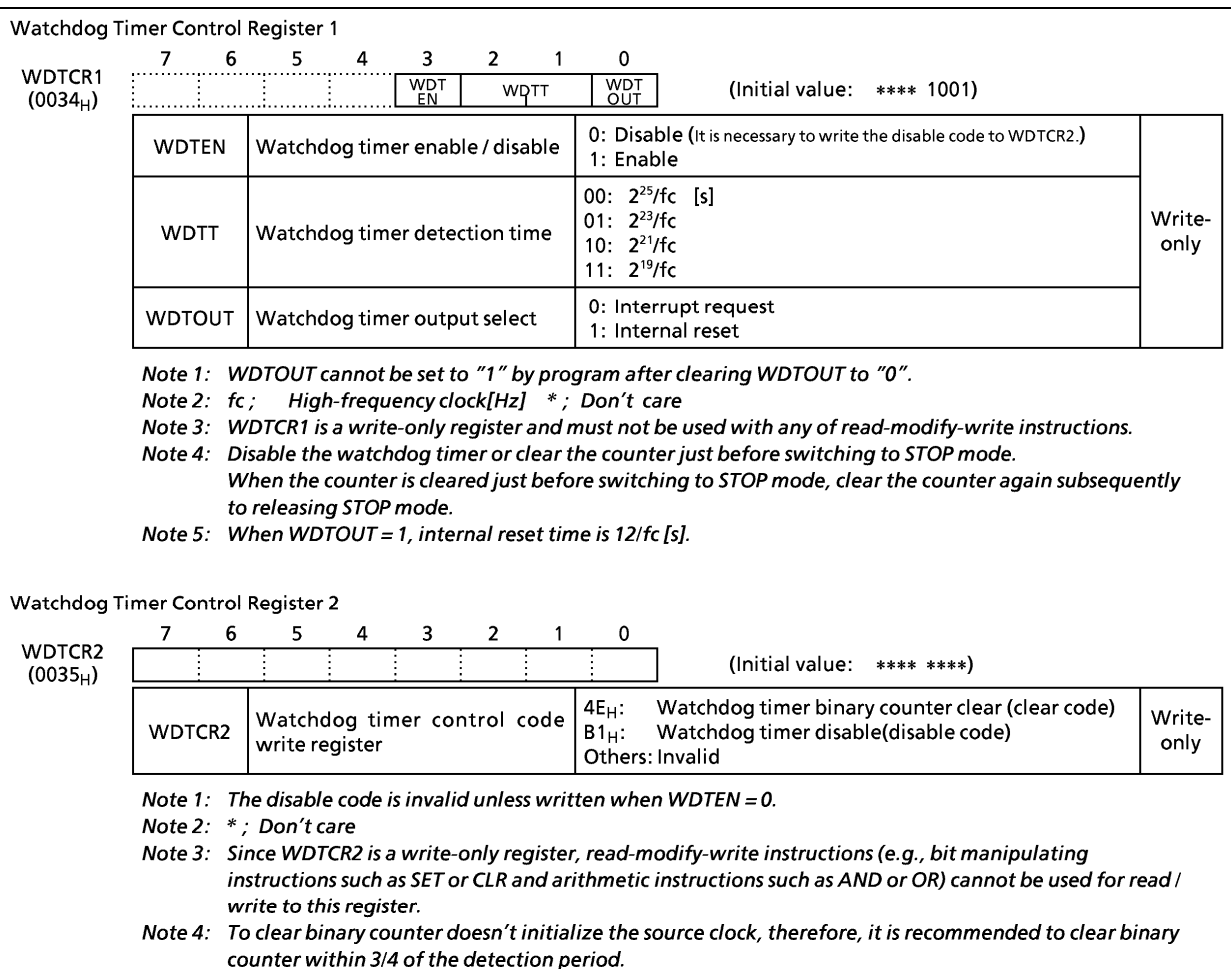 Watchdog Timer Control Register 1
7 6 5 4 3 2 1 0
WDTCR1
(0034H)
WDT
EN
WDTT
WDT
OUT
(Initial value: **** 1001)
WDTEN
Watchdog timer enable / disable
0: Disable (It is necessary to write the disable code to WDTCR2.)
1: Enable
WDTT
Watchdog timer detection time
00: 2²⁵/fc [s]
01: 2²³/fc
10: 2²¹/fc
11: 2¹⁹/fc
WDTOUT
Watchdog timer output select
0: Interrupt request
1: Internal reset
Write-
only
Note 1: WDTOUT cannot be set to "1" by program after clearing WDTOUT to "0".
Note 2: fc ; High-frequency clock[Hz] * ; Don't care
Note 3: WDTCR1 is a write-only register and must not be used with any of read-modify-write instructions.
Note 4: Disable the watchdog timer or clear the counter just before switching to STOP mode.
When the counter is cleared just before switching to STOP mode, clear the counter again subsequently
to releasing STOP mode.
Note 5: When WDTOUT = 1, internal reset time is 12/fc [s].
Watchdog Timer Control Register 2
7 6 5 4 3 2 1 0
WDTCR2
(0035H)
(Initial value: **** ****)
WDTCR2
Watchdog timer control code
write register
4EH: Watchdog timer binary counter clear (clear code)
B1H: Watchdog timer disable(disable code)
Others: Invalid
Write-
only
Note 1: The disable code is invalid unless written when WDTEN = 0.
Note 2: * ; Don't care
Note 3: Since WDTCR2 is a write-only register, read-modify-write instructions (e.g., bit manipulating
instructions such as SET or CLR and arithmetic instructions such as AND or OR) cannot be used for read /
write to this register.
Note 4: To clear binary counter doesn't initialize the source clock, therefore, it is recommended to clear binary
counter within 3/4 of the detection period.